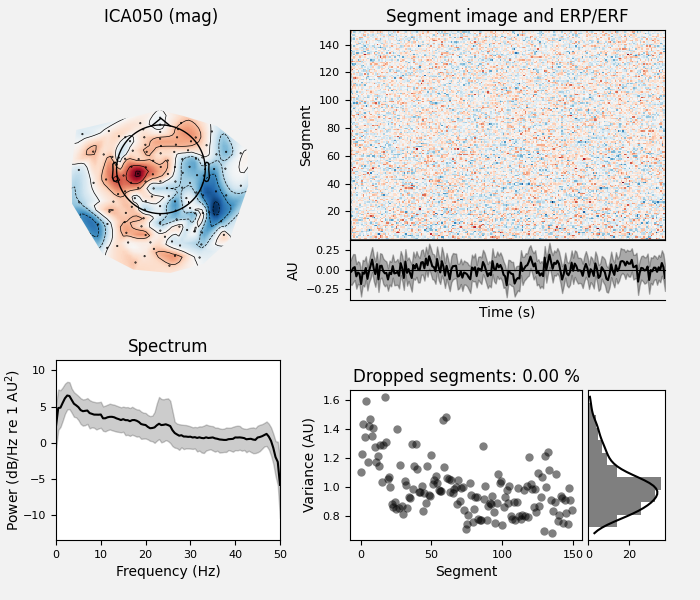 ICA050 (mag)
Segment image and ERP/ERF
140
120
100
80
60
40
20
Segment
0.25
0.00
−0.25
AU
Time (s)
Spectrum
10
5
0
−5
−10
Power (dB/Hz re 1 AU²)
0 10 20 30 40 50
Frequency (Hz)
Dropped segments: 0.00 %
1.6
1.4
1.2
1.0
0.8
Variance (AU)
0 50 100 150
Segment
0 20